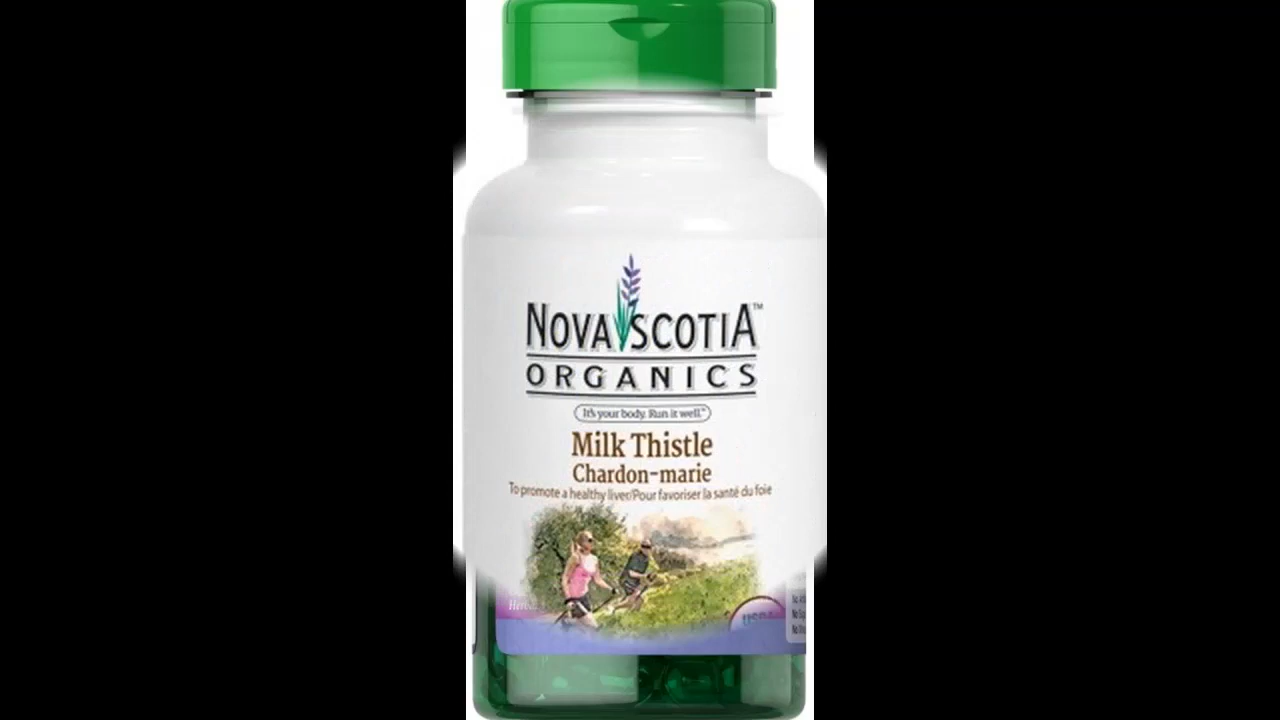 NOVA SCOTIA™
ORGANICS
It's your body. Run it well.™
Milk Thistle
Chardon-marie
To promote a healthy liver/Pour favoriser la santé du foie